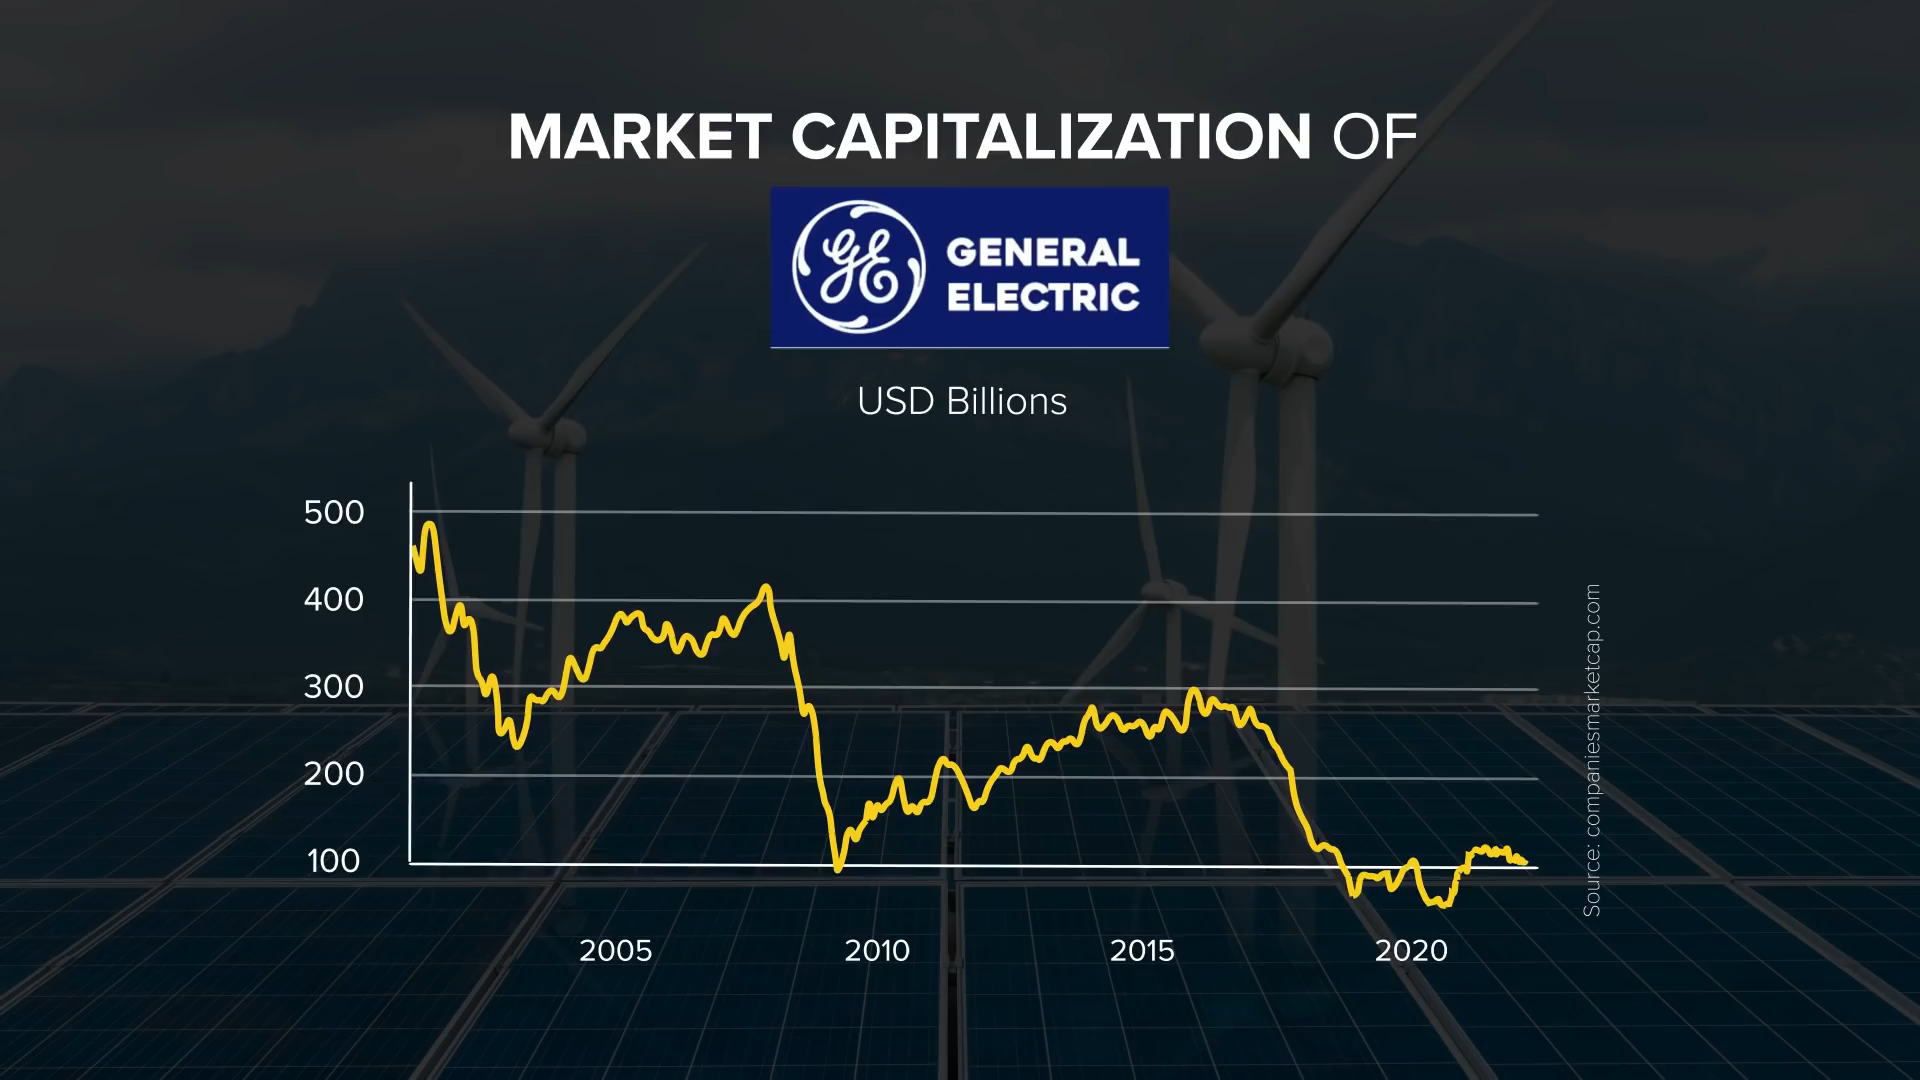 MARKET CAPITALIZATION OF
GE GENERAL
ELECTRIC
USD Billions
500
400
300
200
100
2005 2010 2015 2020
Source: companiesmarketcap.com